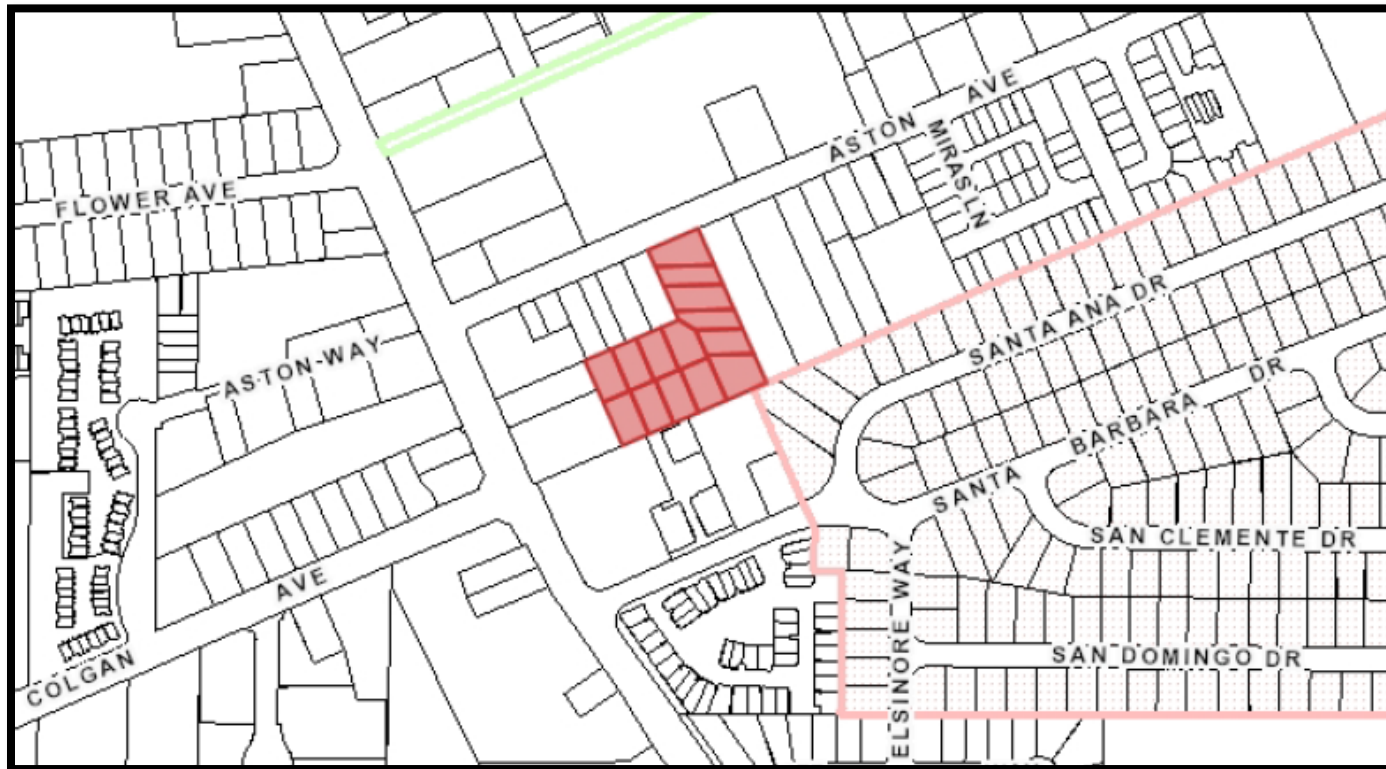 ASTON AVE
MIRAS LN
FLOWER AVE
SANTA ANA DR
ASTON WAY
SANTA BARBARA DR
SAN CLEMENTE DR
COLGAN AVE
ELSINORE WAY
SAN DOMINGO DR